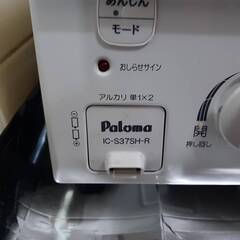 あんしん
モード
おしらせサイン
アルカリ 単1×2
Paloma
IC-S37SH-R
開
押し回し